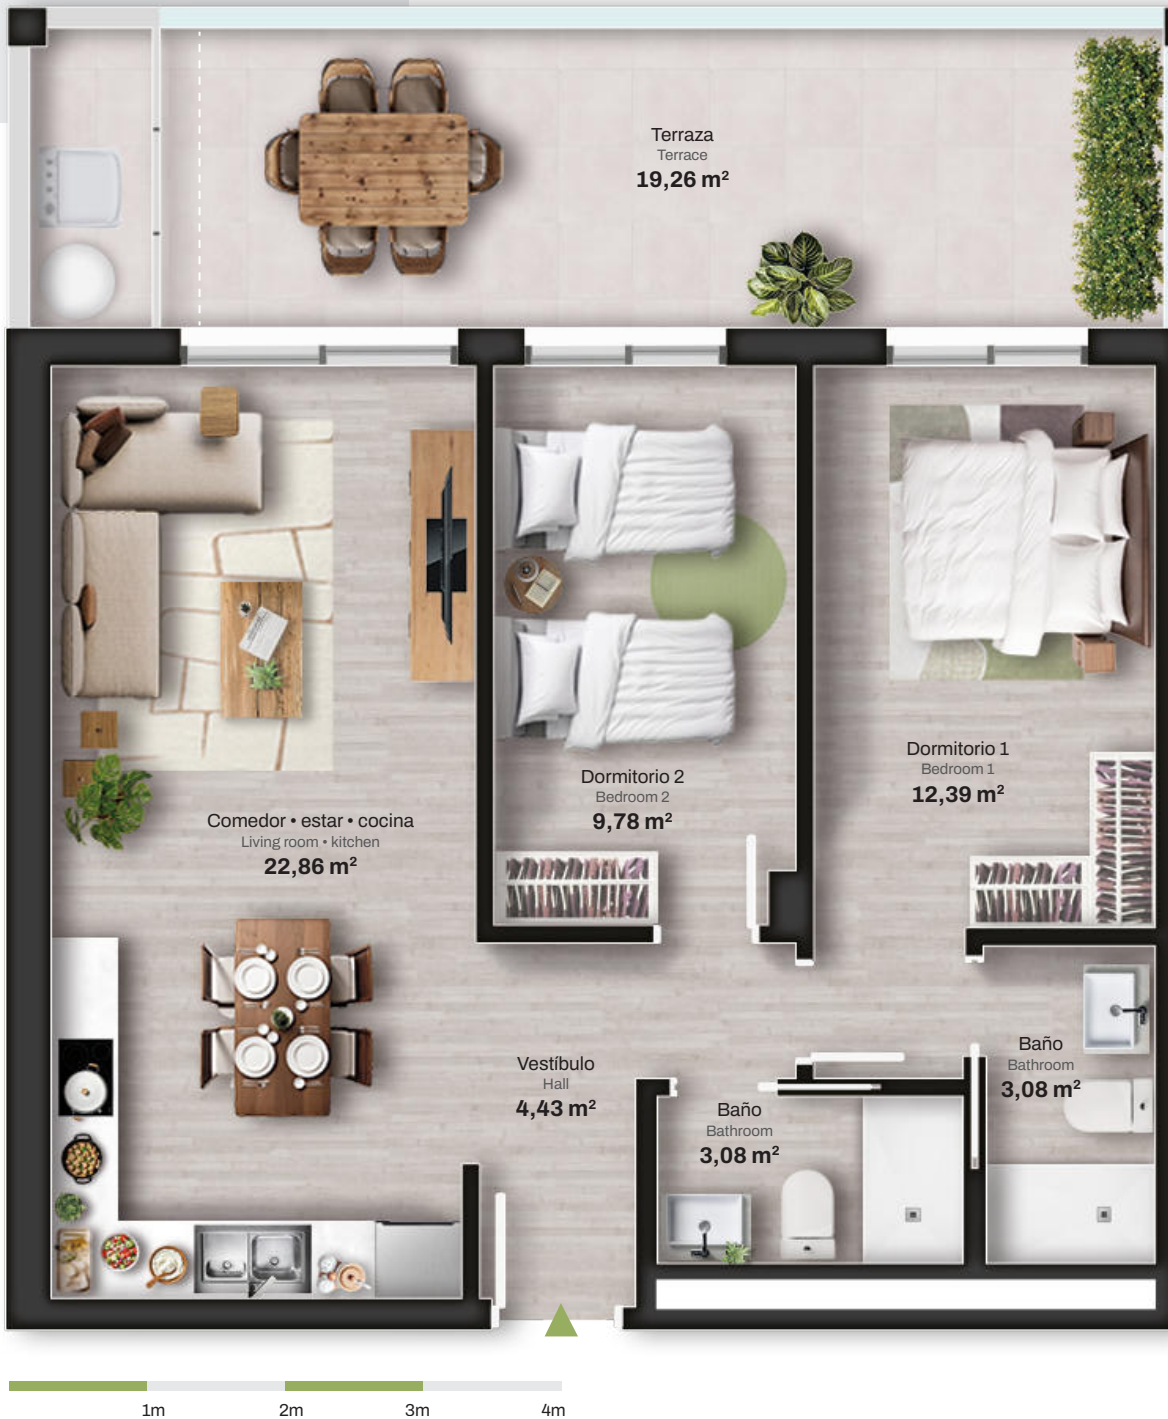 Terraza
Terrace
19,26 m²
Dormitorio 1
Bedroom 1
12,39 m²
Dormitorio 2
Bedroom 2
9,78 m²
Comedor • estar • cocina
Living room • kitchen
22,86 m²
Vestíbulo
Hall
4,43 m²
Baño
Bathroom
3,08 m²
Baño
Bathroom
3,08 m²
1m 2m 3m 4m